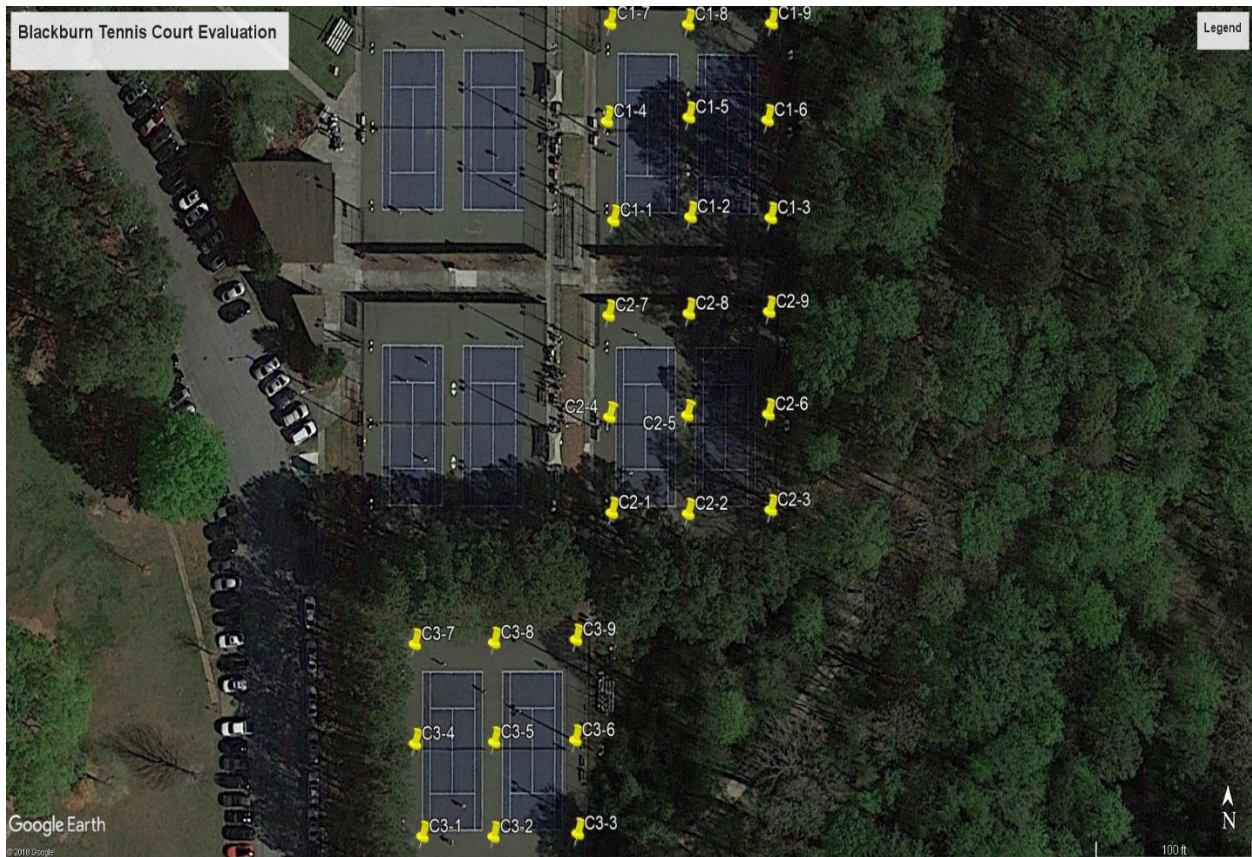 Blackburn Tennis Court Evaluation
Legend
C1-7
C1-8
C1-9
C1-4
C1-5
C1-6
C1-1
C1-2
C1-3
C2-7
C2-8
C2-9
C2-4
C2-5
C2-6
C2-1
C2-2
C2-3
C3-7
C3-8
C3-9
C3-4
C3-5
C3-6
C3-1
C3-2
C3-3
Google Earth
© 2018 Google
N
100 ft